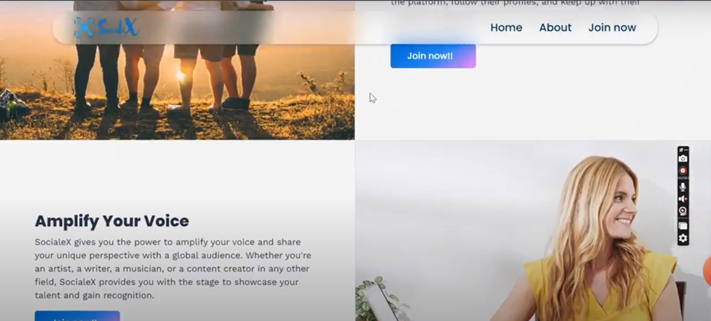 the platform, follow their profiles, and keep up with their
SocialeX
Home About Join now
Join now!!
Amplify Your Voice
SocialeX gives you the power to amplify your voice and share
your unique perspective with a global audience. Whether you're
an artist, a writer, a musician, or a content creator in any other
field, SocialeX provides you with the stage to showcase your
talent and gain recognition.
Join now!!